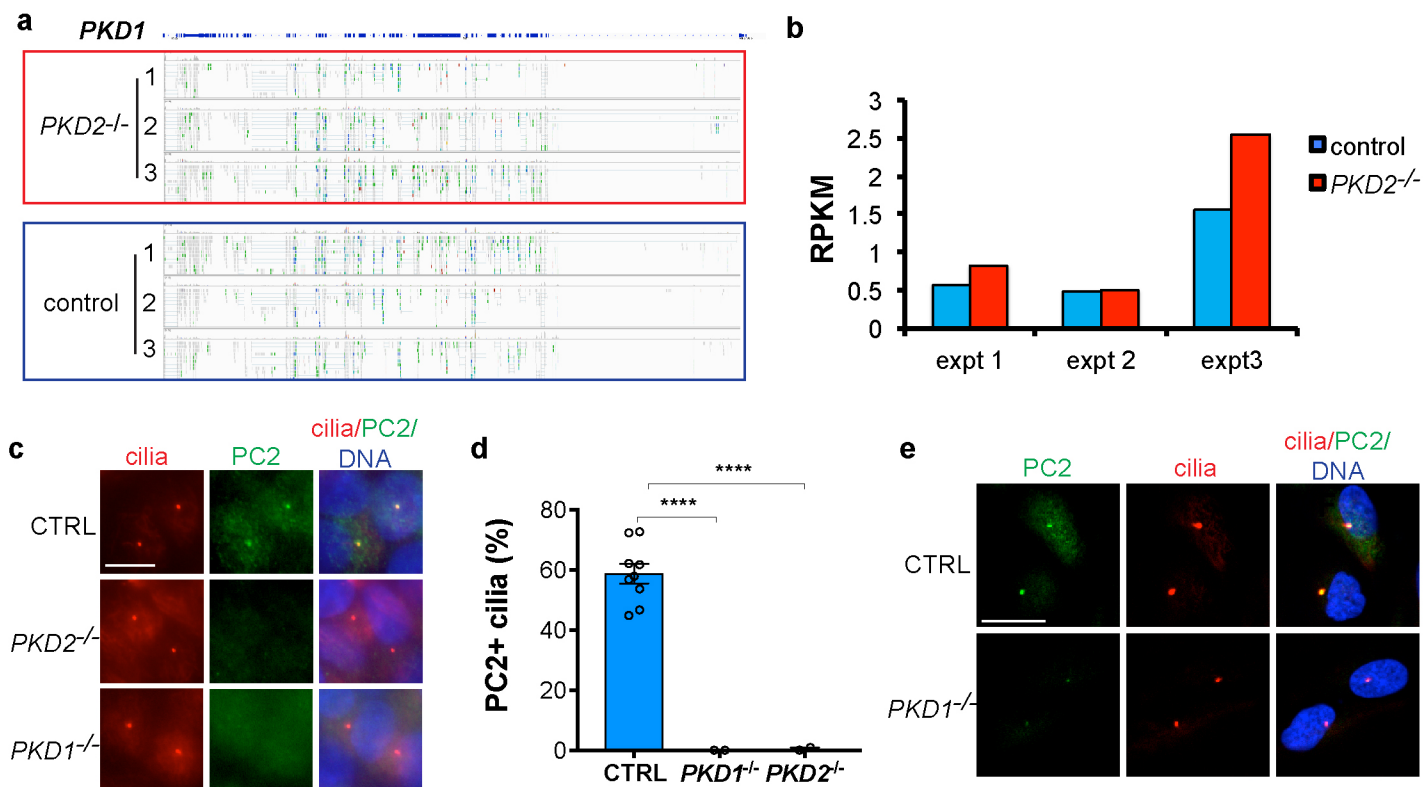 a
PKD1
PKD2-/-
1
2
3
control
1
2
3
b
RPKM
3
2.5
2
1.5
1
0.5
0
expt 1
expt 2
expt3
control
PKD2-/-
c
cilia
PC2
cilia/PC2/
DNA
CTRL
PKD2-/-
PKD1-/-
d
PC2+ cilia (%)
80
60
40
20
0
****
****
CTRL
PKD1-/-
PKD2-/-
e
PC2
cilia
cilia/PC2/
DNA
CTRL
PKD1-/-